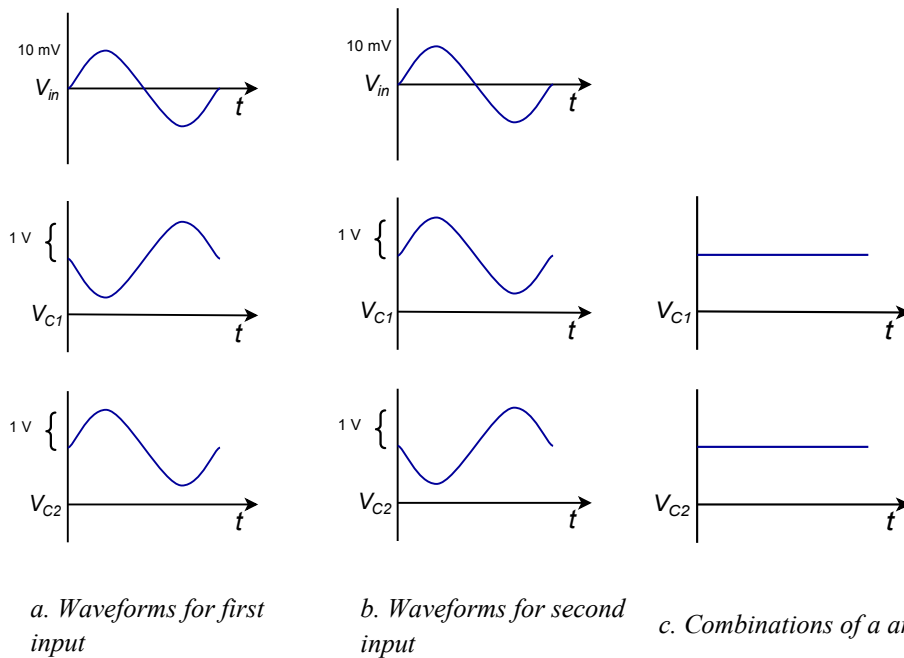 10 mV
V_in
t
1 V {
V_C1
t
1 V {
V_C2
t
a. Waveforms for first
input
10 mV
V_in
t
1 V {
V_C1
t
1 V {
V_C2
t
b. Waveforms for second
input
V_C1
t
V_C2
t
c. Combinations of a